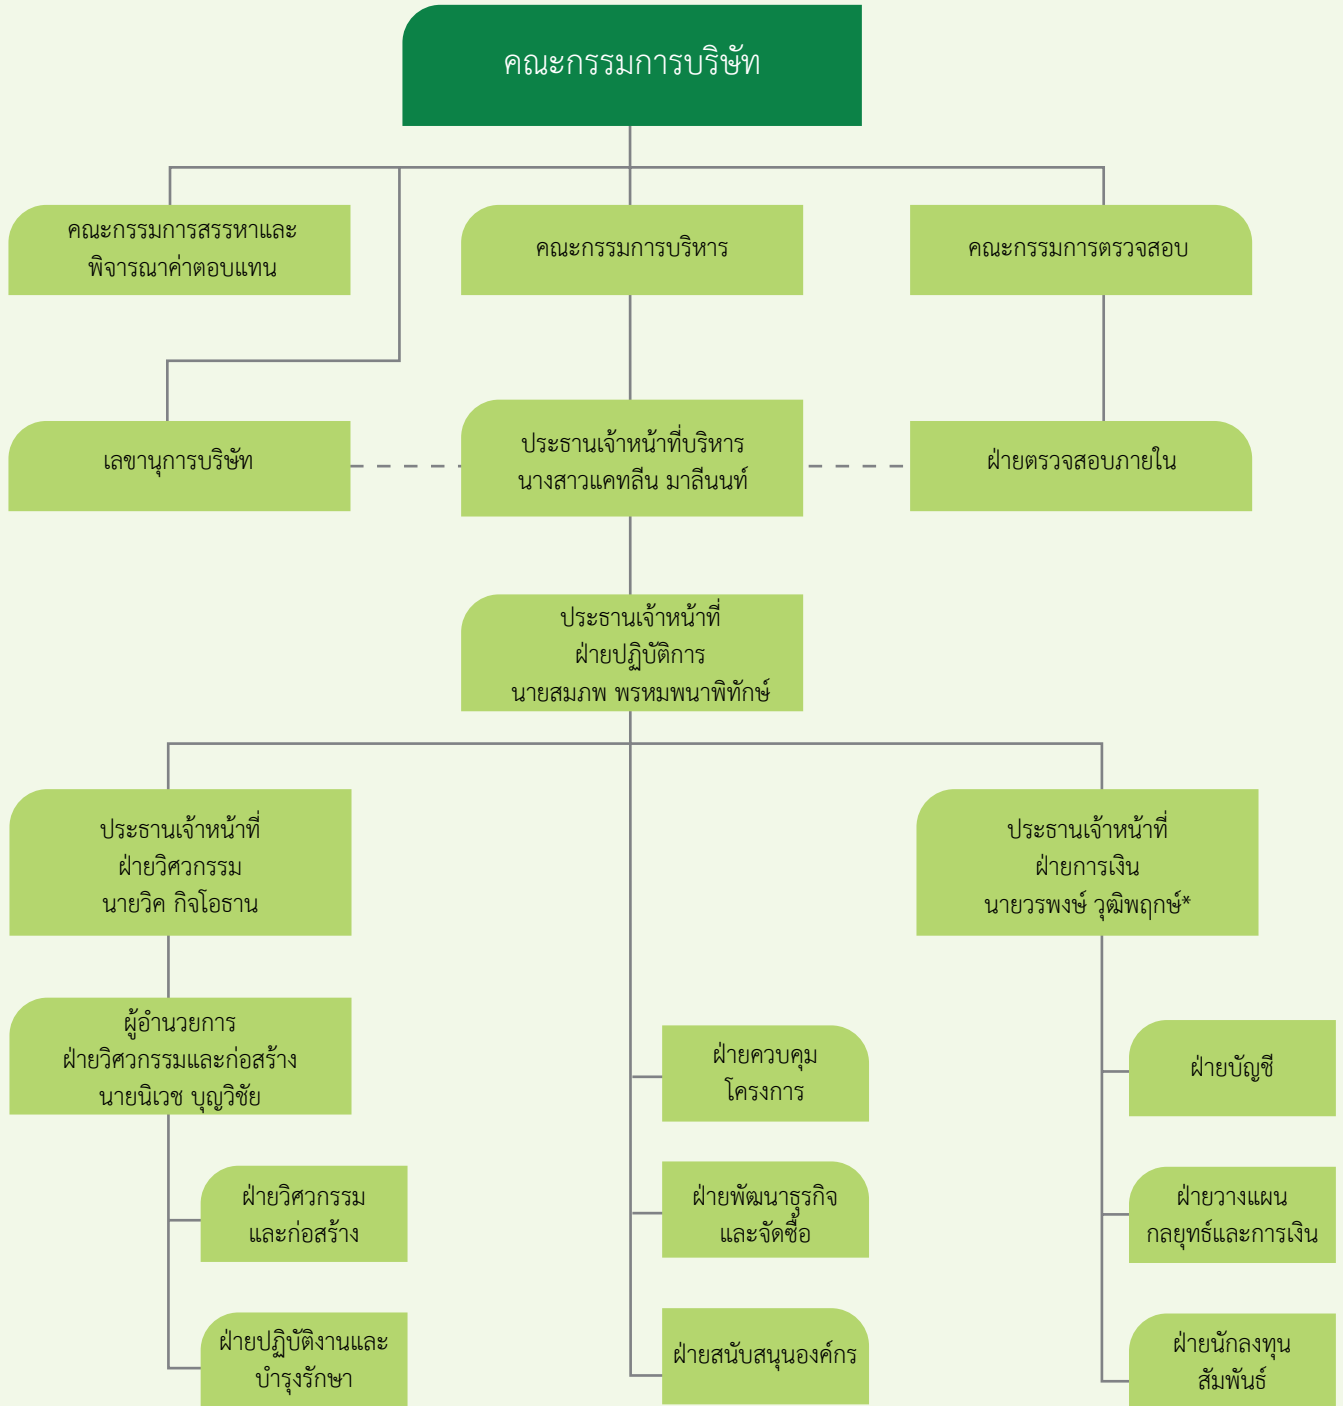 คณะกรรมการบริษัท
คณะกรรมการสรรหาและ
พิจารณาค่าตอบแทน
คณะกรรมการบริหาร
คณะกรรมการตรวจสอบ
เลขานุการบริษัท
ประธานเจ้าหน้าที่บริหาร
นางสาวแคทลีน มาลีนนท์
ฝ่ายตรวจสอบภายใน
ประธานเจ้าหน้าที่
ฝ่ายปฏิบัติการ
นายสมภพ พรหมพนาพิทักษ์
ประธานเจ้าหน้าที่
ฝ่ายวิศวกรรม
นายวิค กิจโอธาน
ประธานเจ้าหน้าที่
ฝ่ายการเงิน
นายวรพงษ์ วุฒิพฤกษ์*
ผู้อำนวยการ
ฝ่ายวิศวกรรมและก่อสร้าง
นายนิเวช บุญวิชัย
ฝ่ายควบคุม
โครงการ
ฝ่ายบัญชี
ฝ่ายวิศวกรรม
และก่อสร้าง
ฝ่ายพัฒนาธุรกิจ
และจัดซื้อ
ฝ่ายวางแผน
กลยุทธ์และการเงิน
ฝ่ายปฏิบัติงานและ
บำรุงรักษา
ฝ่ายสนับสนุนองค์กร
ฝ่ายนักลงทุน
สัมพันธ์